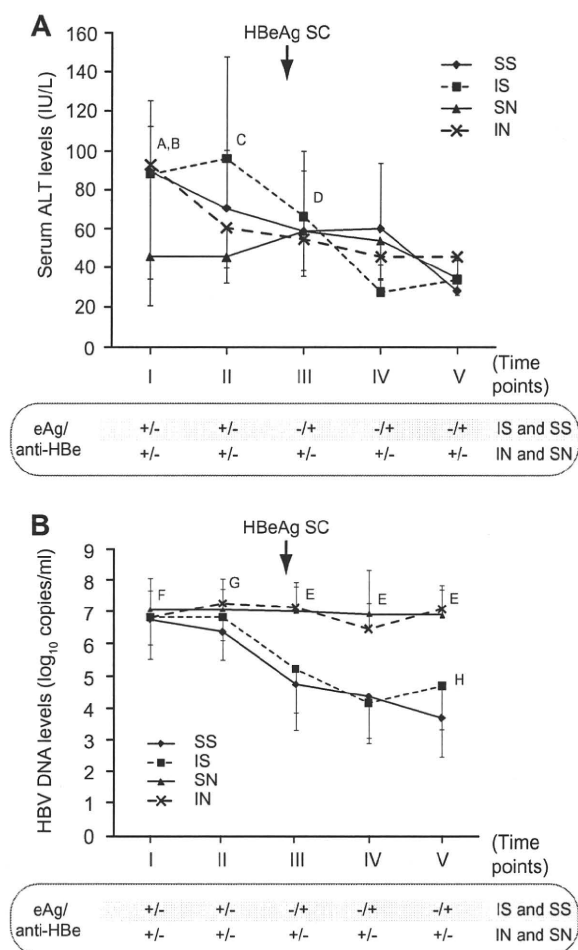 A
HBeAg SC
SS
IS
SN
IN
Serum ALT levels (IU/L)
160
140
120
100
80
60
40
20
0
A,B
C
D
I II III IV V (Time points)
eAg/ anti-HBe
+/- +/- -/+ -/+ -/+ IS and SS
+/- +/- +/- +/- +/- IN and SN
B
HBeAg SC
HBV DNA levels (log10 copies/ml)
9
8
7
6
5
4
3
2
1
0
F
G
E
E
E
H
SS
IS
SN
IN
I II III IV V (Time points)
eAg/ anti-HBe
+/- +/- -/+ -/+ -/+ IS and SS
+/- +/- +/- +/- +/- IN and SN